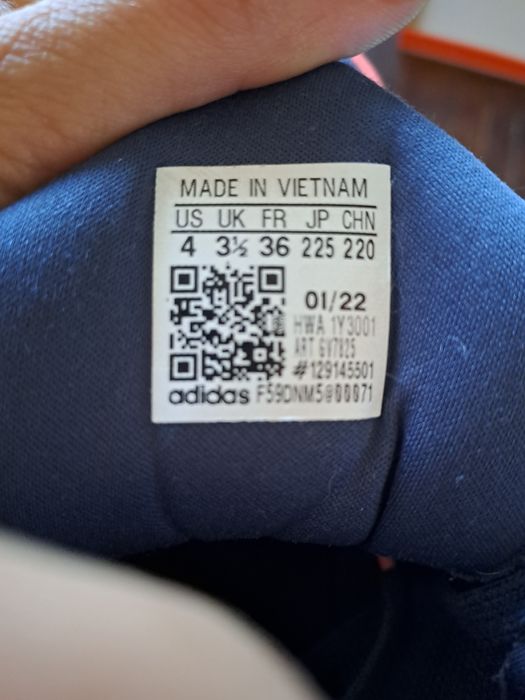 MADE IN VIETNAM
US UK FR JP CHN
4 3½ 36 225 220
01/22
HWA 1Y3001
ART GV7825
#129145501
adidas F59DNM5@00071